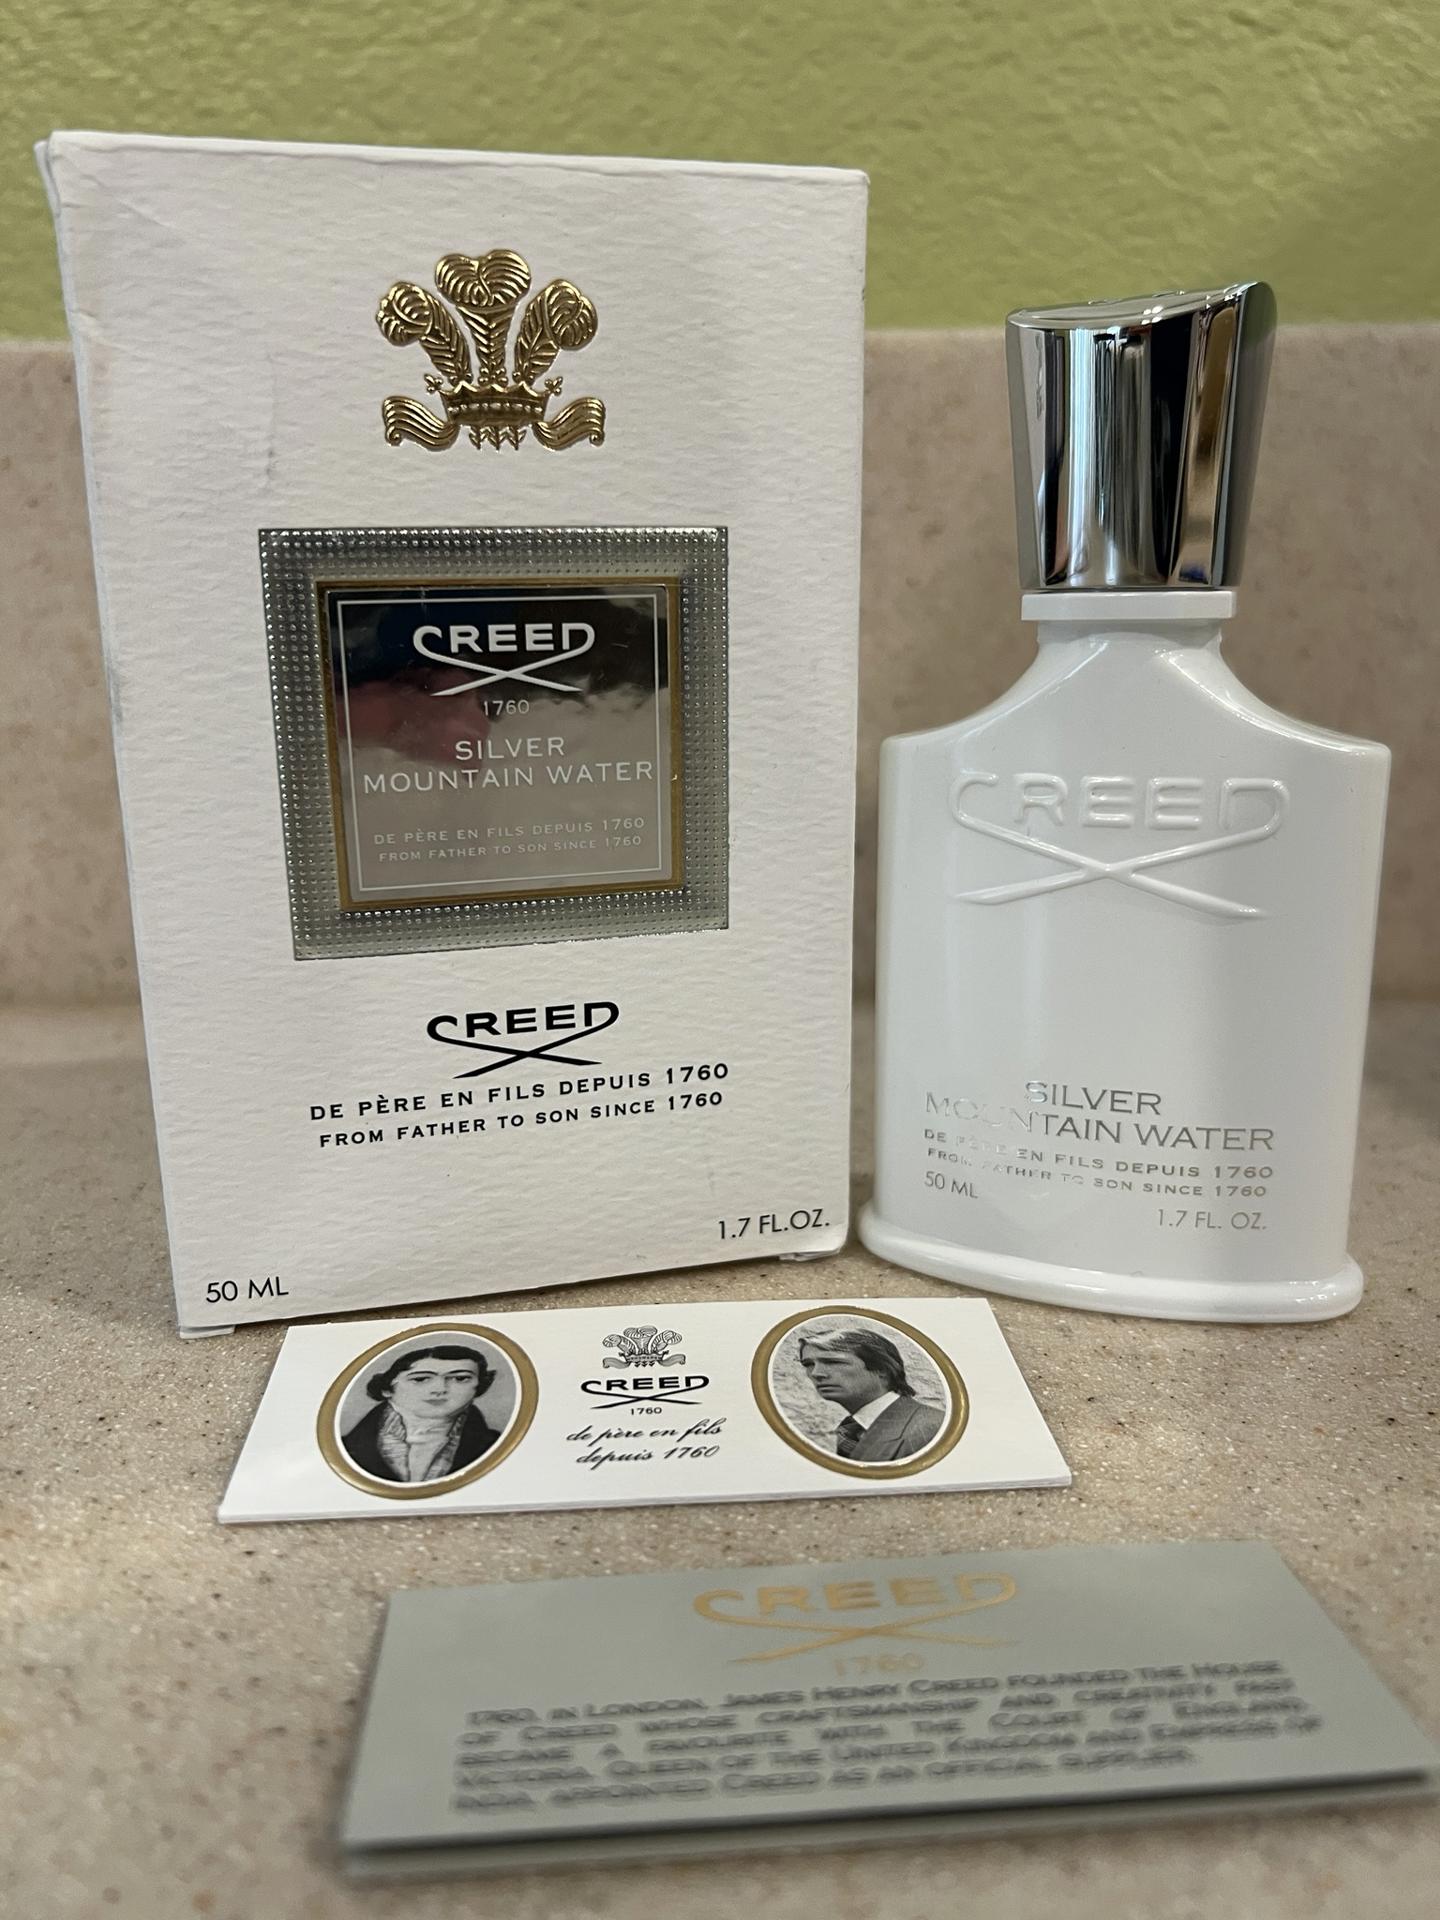 CREED
1760
SILVER
MOUNTAIN WATER
DE PÈRE EN FILS DEPUIS 1760
FROM FATHER TO SON SINCE 1760
CREED
DE PÈRE EN FILS DEPUIS 1760
FROM FATHER TO SON SINCE 1760
1.7 FL.OZ.
50 ML
CREED
SILVER
MOUNTAIN WATER
DE PÈRE EN FILS DEPUIS 1760
FROM FATHER TO SON SINCE 1760
50 ML
1.7 FL. OZ.
CREED
1760
de père en fils
depuis 1760
CREED
1760
1760, IN LONDON, JAMES HENRY CREED FOUNDED THE HOUSE
OF CREED WHOSE CRAFTSMANSHIP AND CREATIVITY FAST
BECAME A FAVOURITE WITH THE COURT OF ENGLAND.
VICTORIA, QUEEN OF THE UNITED KINGDOM AND EMPRESS OF
INDIA, APPOINTED CREED AS AN OFFICIAL SUPPLIER.